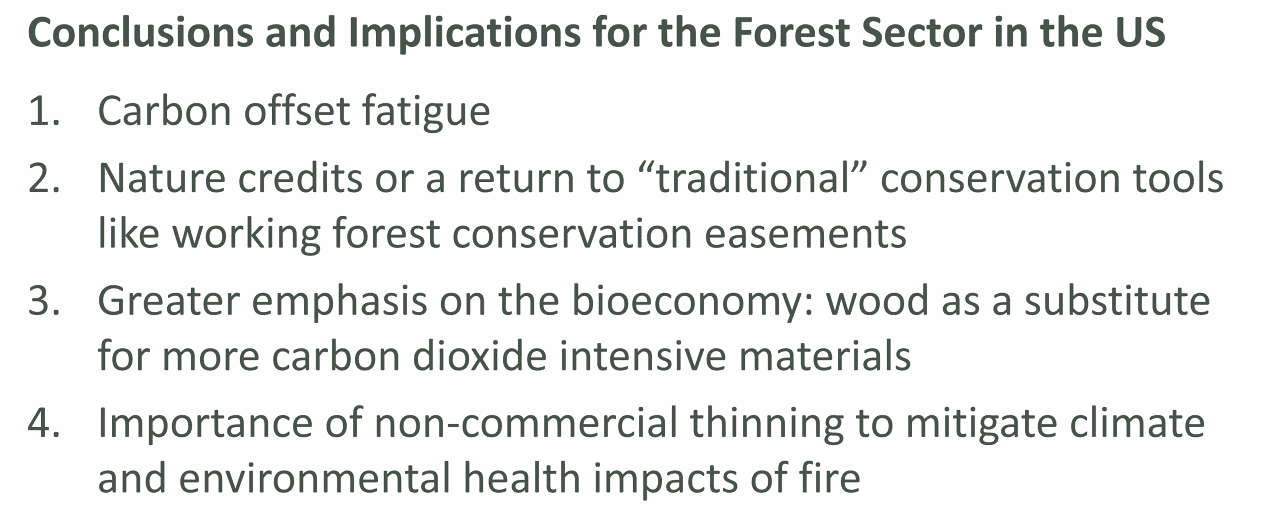 Conclusions and Implications for the Forest Sector in the US
1. Carbon offset fatigue
2. Nature credits or a return to “traditional” conservation tools
like working forest conservation easements
3. Greater emphasis on the bioeconomy: wood as a substitute
for more carbon dioxide intensive materials
4. Importance of non-commercial thinning to mitigate climate
and environmental health impacts of fire